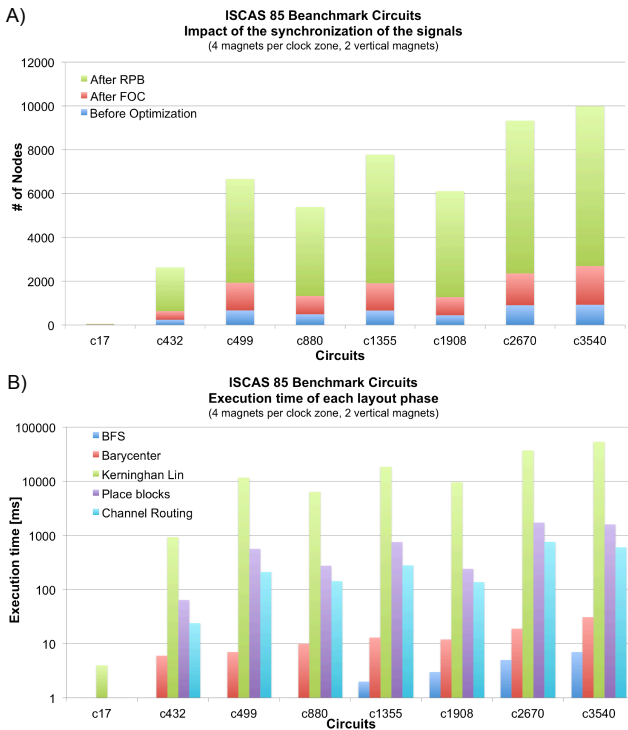 A)
ISCAS 85 Beanchmark Circuits
Impact of the synchronization of the signals
(4 magnets per clock zone, 2 vertical magnets)
12000
10000
8000
6000
4000
2000
0
# of Nodes
After RPB
After FOC
Before Optimization
c17 c432 c499 c880 c1355 c1908 c2670 c3540
Circuits
B)
ISCAS 85 Benchmark Circuits
Execution time of each layout phase
(4 magnets per clock zone, 2 vertical magnets)
100000
10000
1000
100
10
1
Execution time [ms]
BFS
Barycenter
Kerninghan Lin
Place blocks
Channel Routing
c17 c432 c499 c880 c1355 c1908 c2670 c3540
Circuits